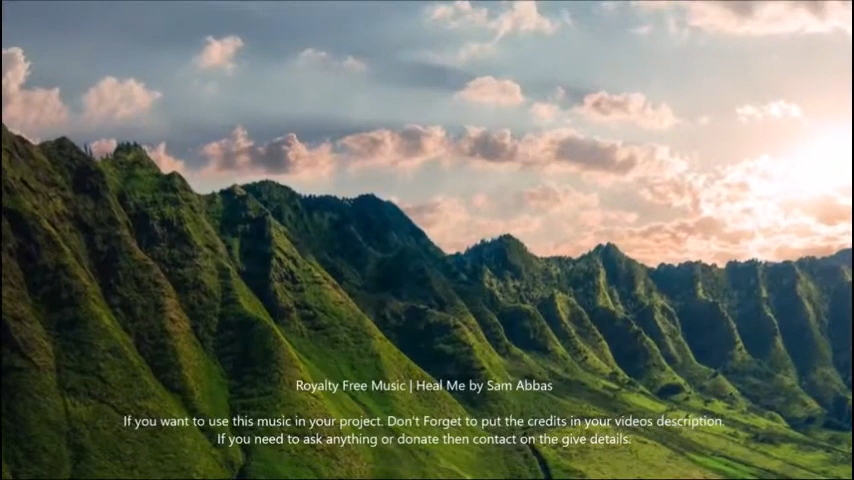 Royalty Free Music | Heal Me by Sam Abbas
If you want to use this music in your project. Don't Forget to put the credits in your videos description.
If you need to ask anything or donate then contact on the give details.